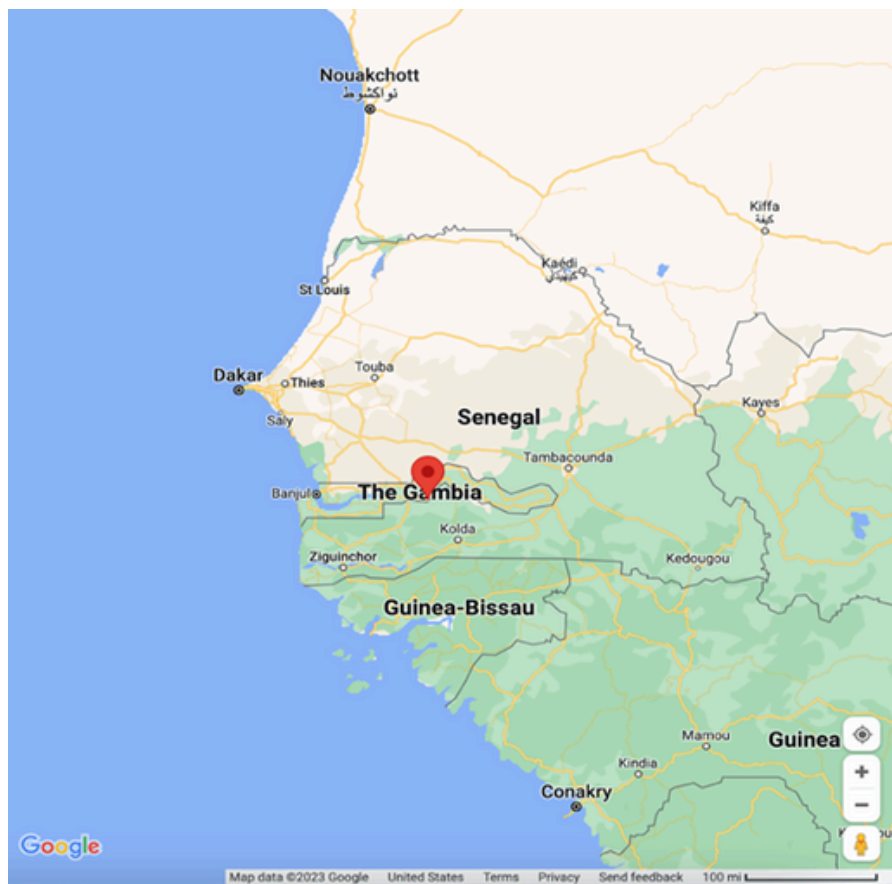 Nouakchott
نواكشوط
Kiffa
كيفة
Kaédi
St Louis
Dakar
Thies
Touba
Saly
Senegal
Kayes
Tambacounda
Banjul
The Gambia
Kolda
Ziguinchor
Kedougou
Guinea-Bissau
Guinea
Mamou
Kindia
Conakry
Google
Map data ©2023 Google United States Terms Privacy Send feedback 100 mi